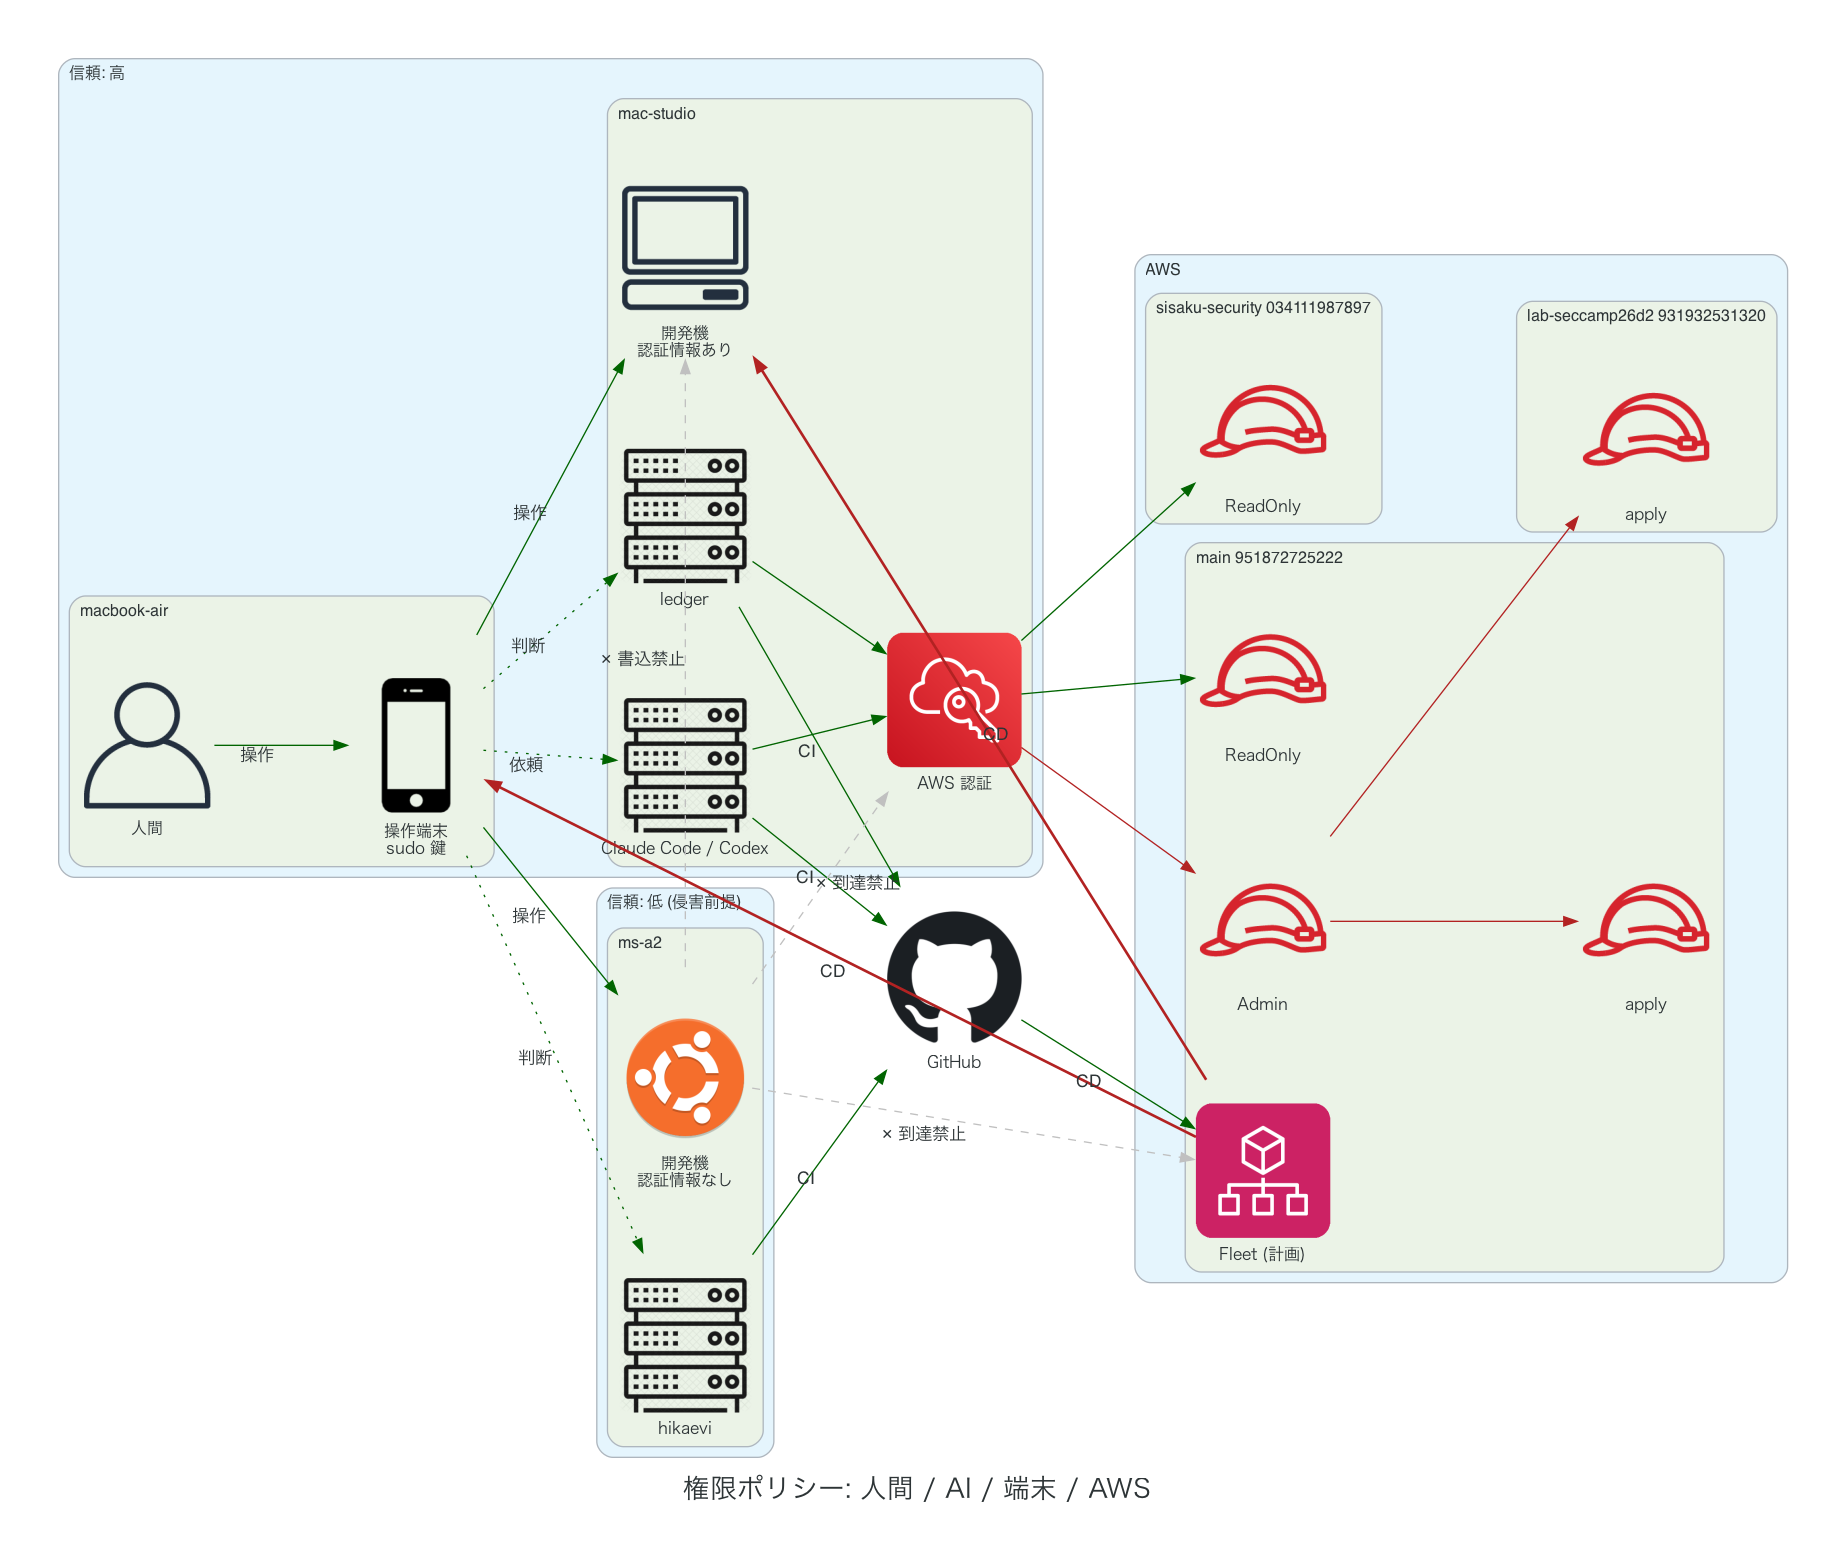 信頼: 高
mac-studio
開発機
認証情報あり
AWS
sisaku-security 034111987897
lab-seccamp26d2 931932531320
ReadOnly
apply
操作
main 951872725222
ledger
macbook-air
判断
× 書込禁止
CD
ReadOnly
操作
依頼
CI
AWS 認証
人間
操作端末
sudo 鍵
Claude Code / Codex
CI
× 到達禁止
信頼: 低 (侵害前提)
操作
ms-a2
CD
Admin
apply
判断
GitHub
CD
× 到達禁止
開発機
認証情報なし
CI
Fleet (計画)
hikaevi
権限ポリシー: 人間 / AI / 端末 / AWS